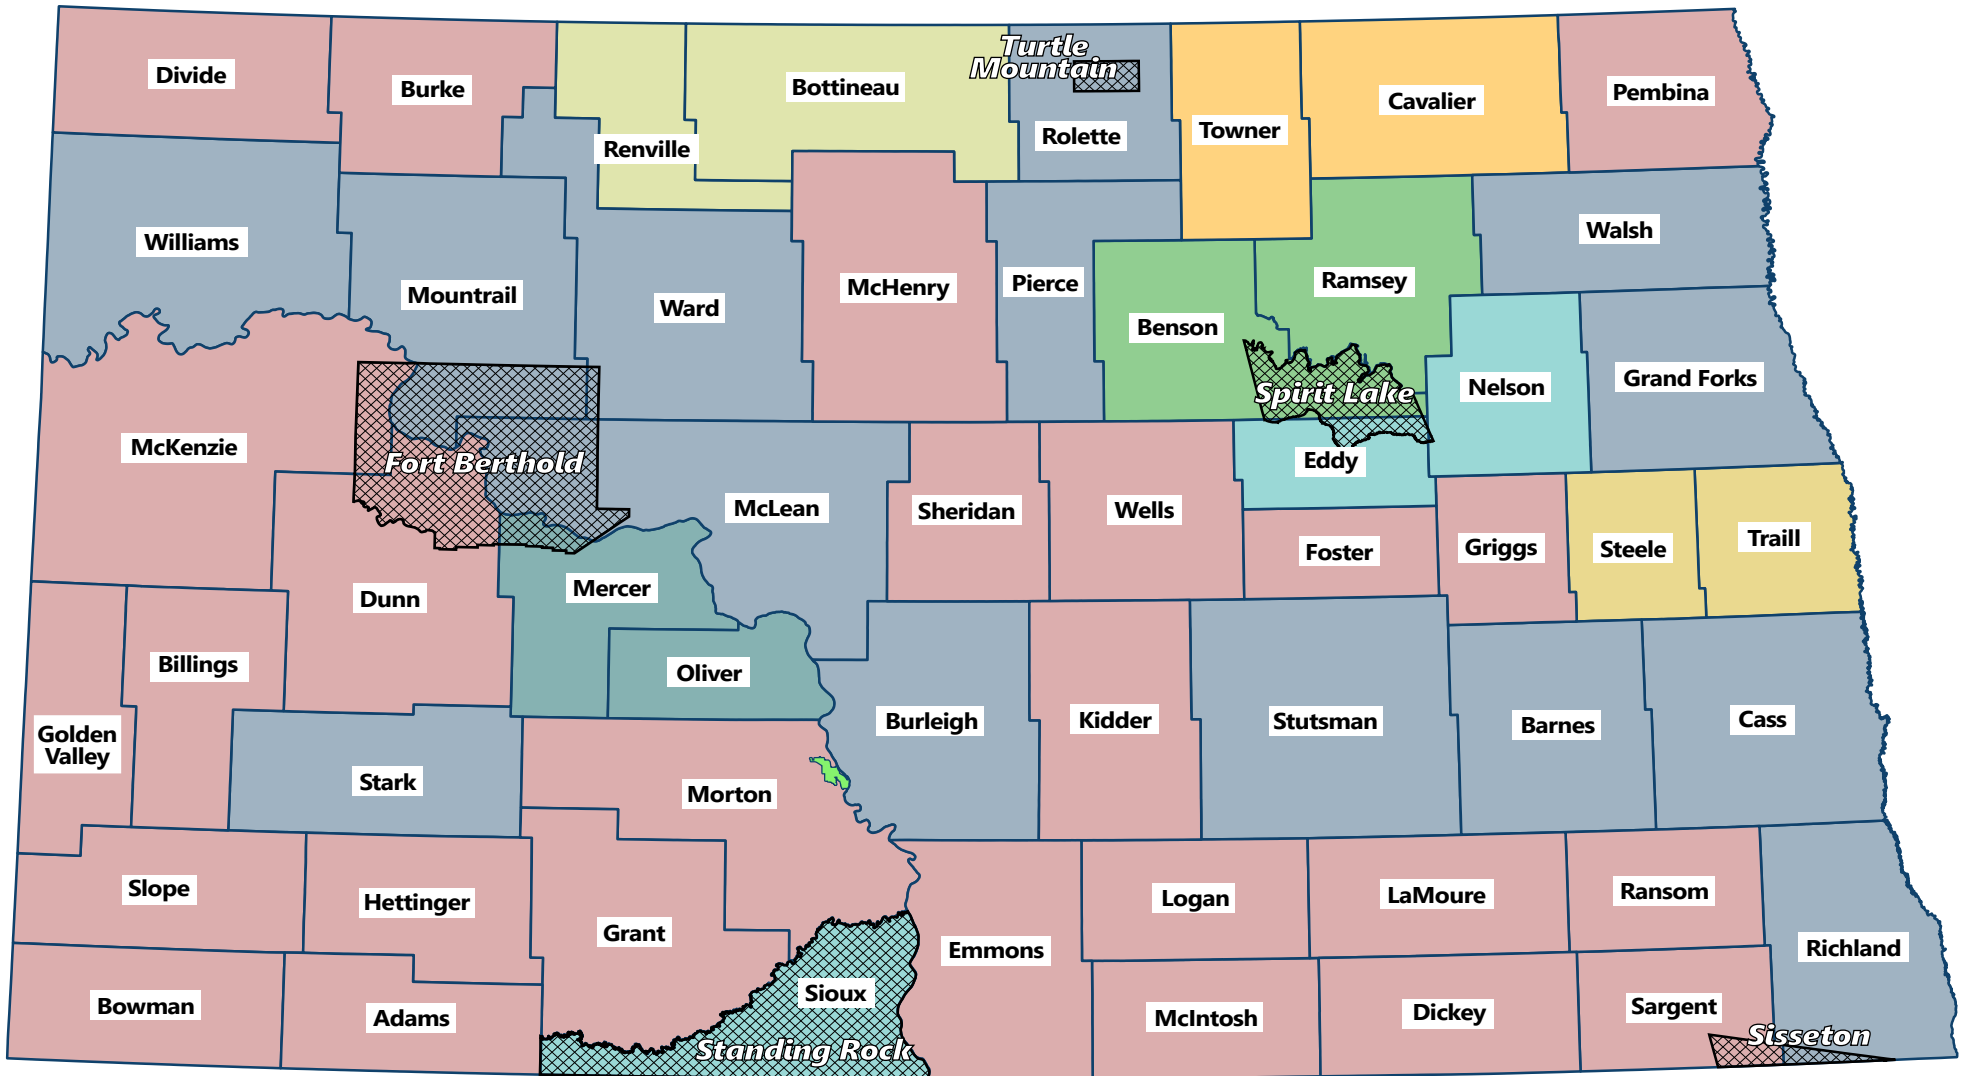 Divide
Burke
Renville
Bottineau
Turtle
Mountain
Rolette
Towner
Cavalier
Pembina
Williams
Mountrail
Ward
McHenry
Pierce
Benson
Ramsey
Walsh
Spirit Lake
Nelson
Grand Forks
McKenzie
Fort Berthold
McLean
Sheridan
Wells
Eddy
Foster
Griggs
Steele
Traill
Dunn
Mercer
Oliver
Golden
Valley
Billings
Stark
Morton
Burleigh
Kidder
Stutsman
Barnes
Cass
Slope
Hettinger
Grant
Emmons
Logan
LaMoure
Ransom
Richland
Bowman
Adams
Sioux
Standing Rock
McIntosh
Dickey
Sargent
Sisseton